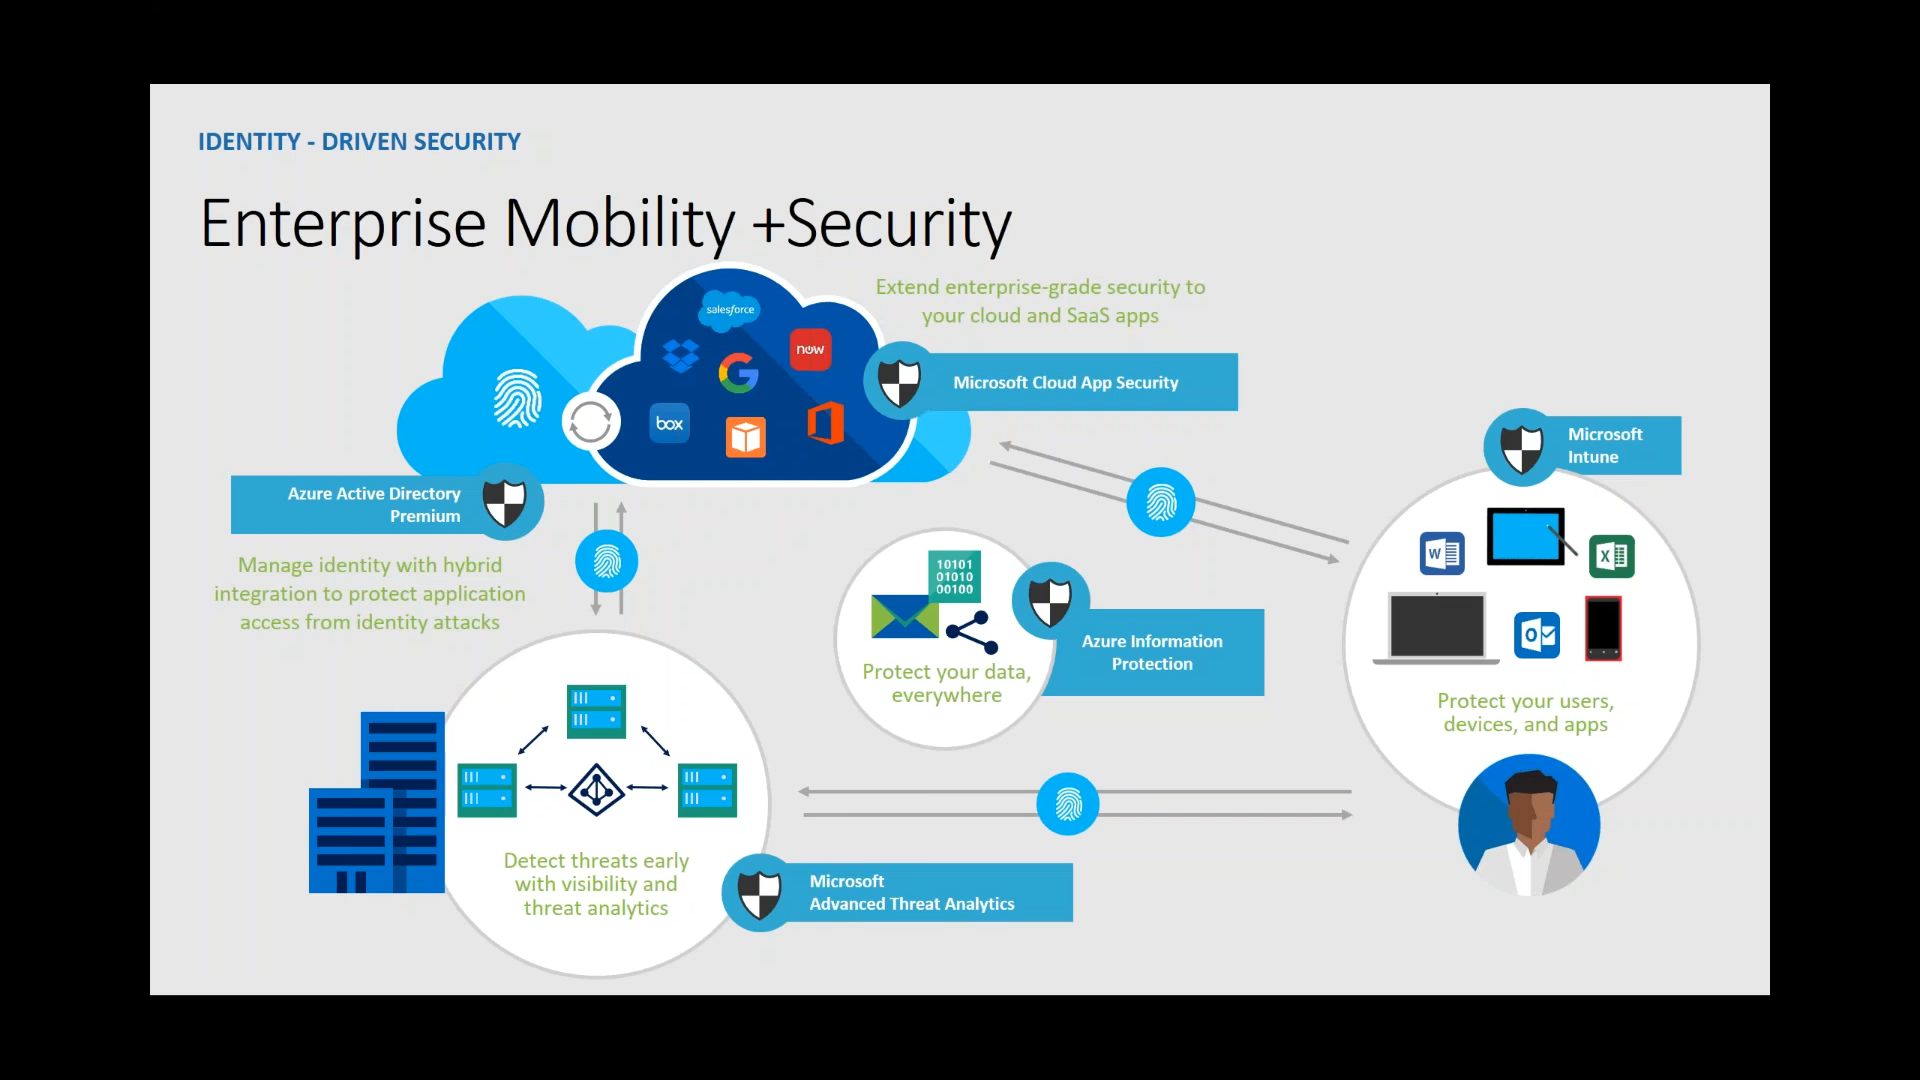 IDENTITY - DRIVEN SECURITY
Enterprise Mobility +Security
Extend enterprise-grade security to
your cloud and SaaS apps
salesforce
now
box
Microsoft Cloud App Security
Microsoft
Intune
Azure Active Directory
Premium
Manage identity with hybrid
integration to protect application
access from identity attacks
10101
01010
00100
Azure Information
Protection
Protect your data,
everywhere
W
X
O
Protect your users,
devices, and apps
Detect threats early
with visibility and
threat analytics
Microsoft
Advanced Threat Analytics